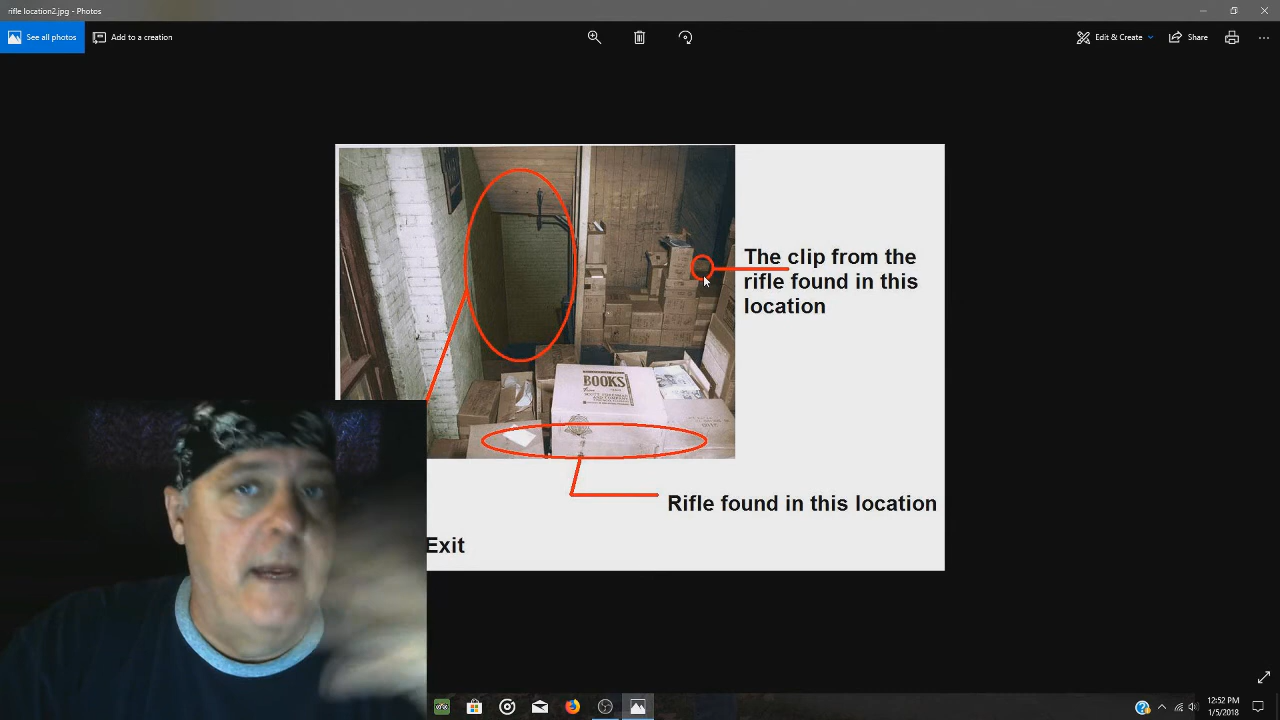 rifle location2.jpg - Photos
See all photos
Add to a creation
Edit & Create
Share
The clip from the
rifle found in this
location
BOOKS
Rifle found in this location
Exit
12:52 PM
1/5/2018